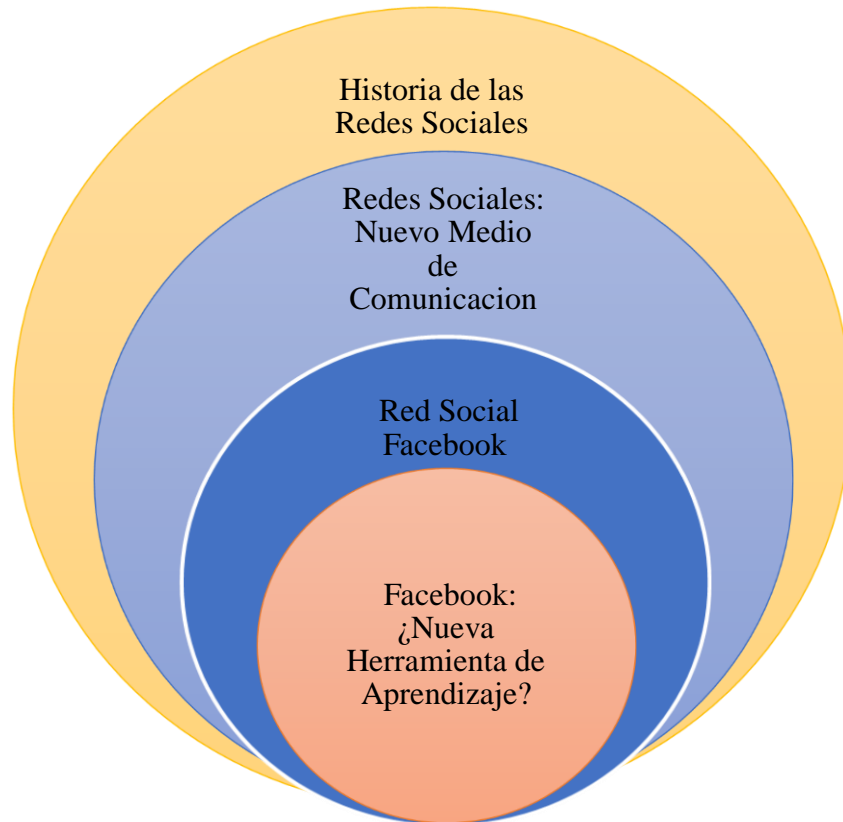 Historia de las
Redes Sociales
Redes Sociales:
Nuevo Medio
de
Comunicacion
Red Social
Facebook
Facebook:
¿Nueva
Herramienta de
Aprendizaje?